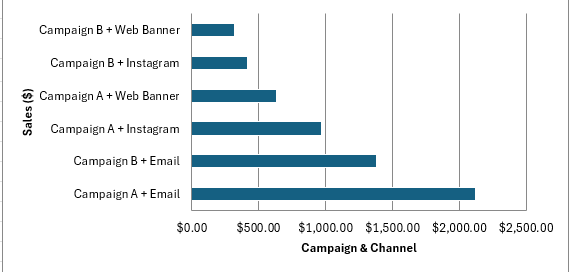 Campaign B + Web Banner
Campaign B + Instagram
Campaign A + Web Banner
Campaign A + Instagram
Campaign B + Email
Campaign A + Email
Sales ($)
$0.00 $500.00 $1,000.00 $1,500.00 $2,000.00 $2,500.00
Campaign & Channel